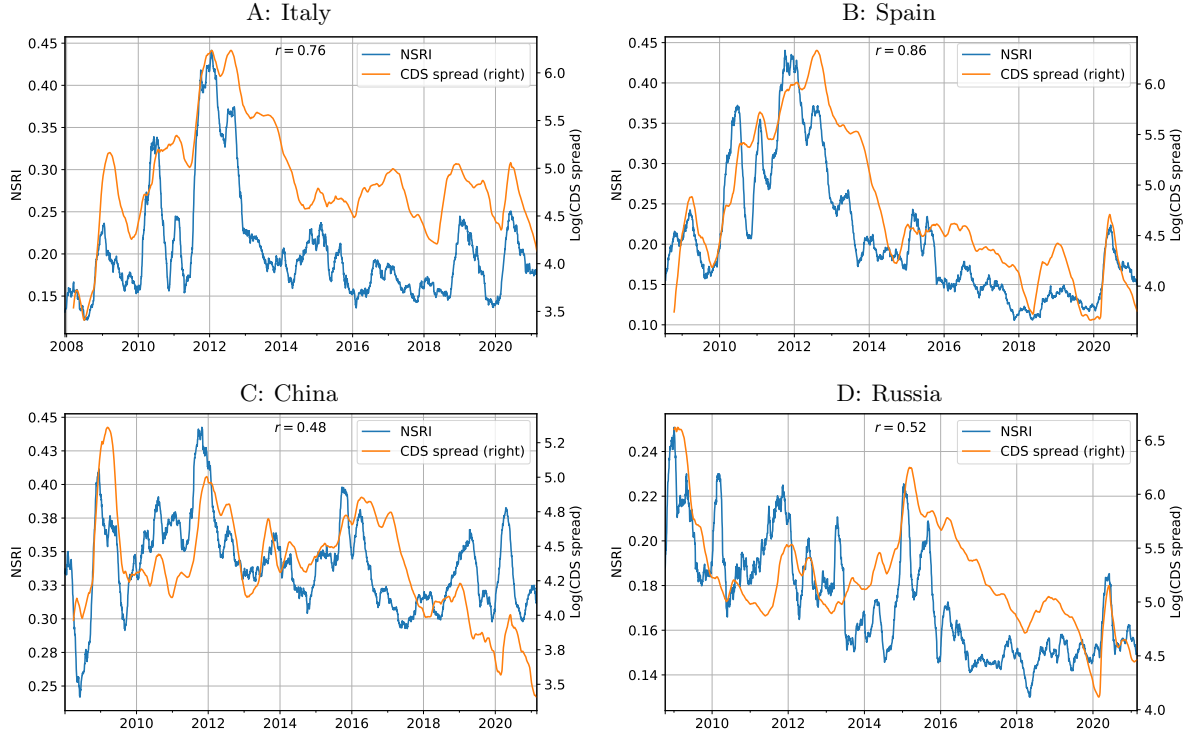 A: Italy
r = 0.76
NSRI
CDS spread (right)
0.45
0.40
0.35
0.30
0.25
0.20
0.15
NSRI
6.0
5.5
5.0
4.5
4.0
3.5
Log(CDS spread)
2008 2010 2012 2014 2016 2018 2020
B: Spain
r = 0.86
NSRI
CDS spread (right)
0.45
0.40
0.35
0.30
0.25
0.20
0.15
0.10
NSRI
6.0
5.5
5.0
4.5
4.0
Log(CDS spread)
2010 2012 2014 2016 2018 2020
C: China
r = 0.48
NSRI
CDS spread (right)
0.45
0.43
0.40
0.38
0.35
0.33
0.30
0.28
0.25
NSRI
5.2
5.0
4.8
4.5
4.2
4.0
3.8
3.5
Log(CDS spread)
2010 2012 2014 2016 2018 2020
D: Russia
r = 0.52
NSRI
CDS spread (right)
0.24
0.22
0.20
0.18
0.16
0.14
NSRI
6.5
6.0
5.5
5.0
4.5
4.0
Log(CDS spread)
2010 2012 2014 2016 2018 2020